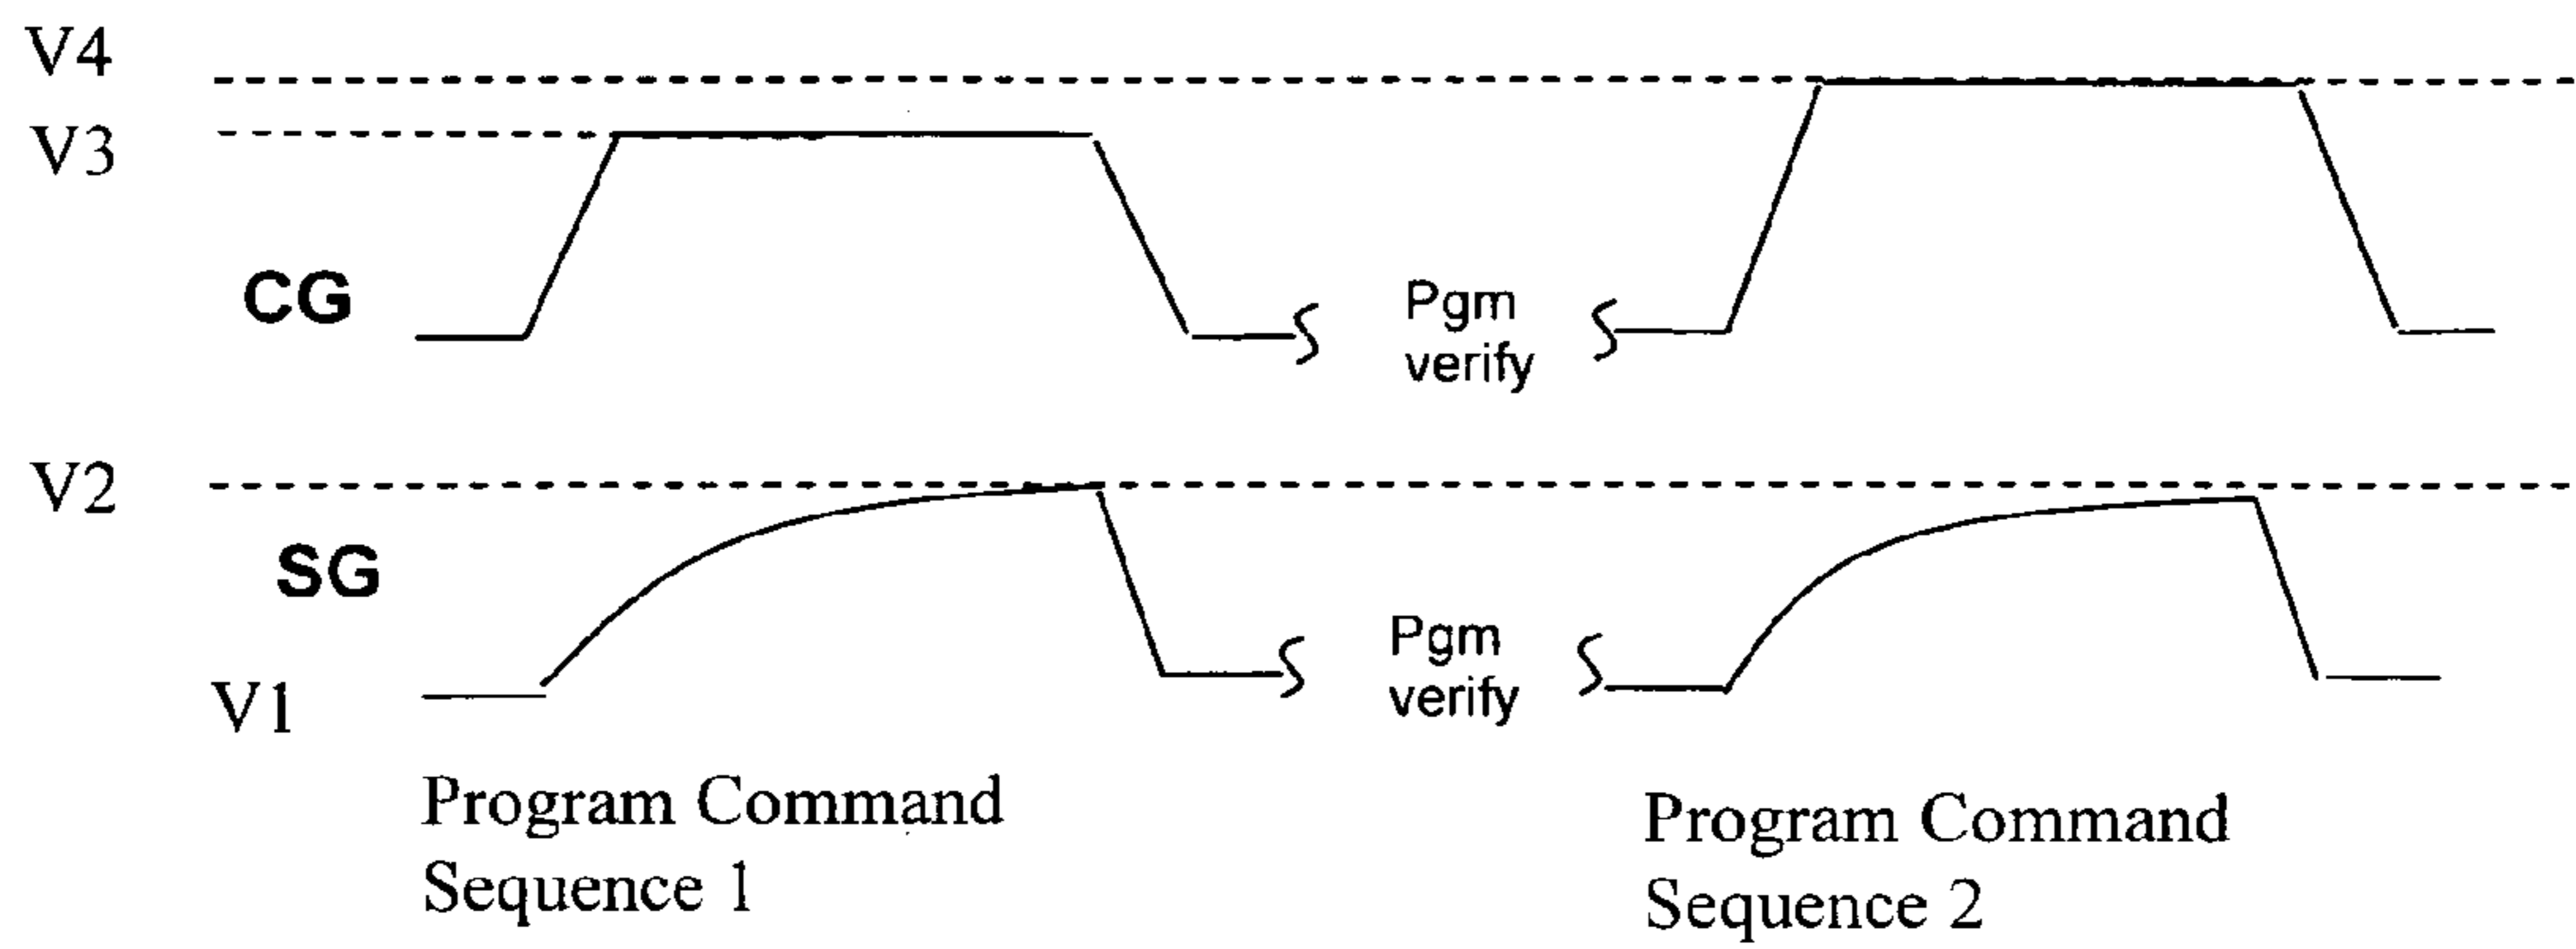 V4
V3
CG
Pgm
verify
V2
SG
Pgm
verify
V1
Program Command
Sequence 1
Program Command
Sequence 2